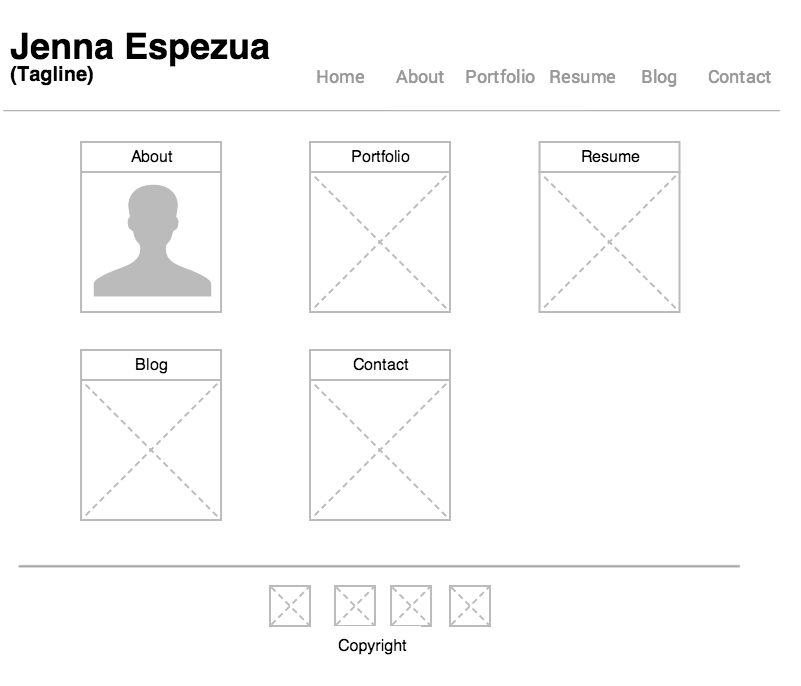 Jenna Espezua
(Tagline)
Home About Portfolio Resume Blog Contact
About Portfolio Resume
Blog Contact
Copyright